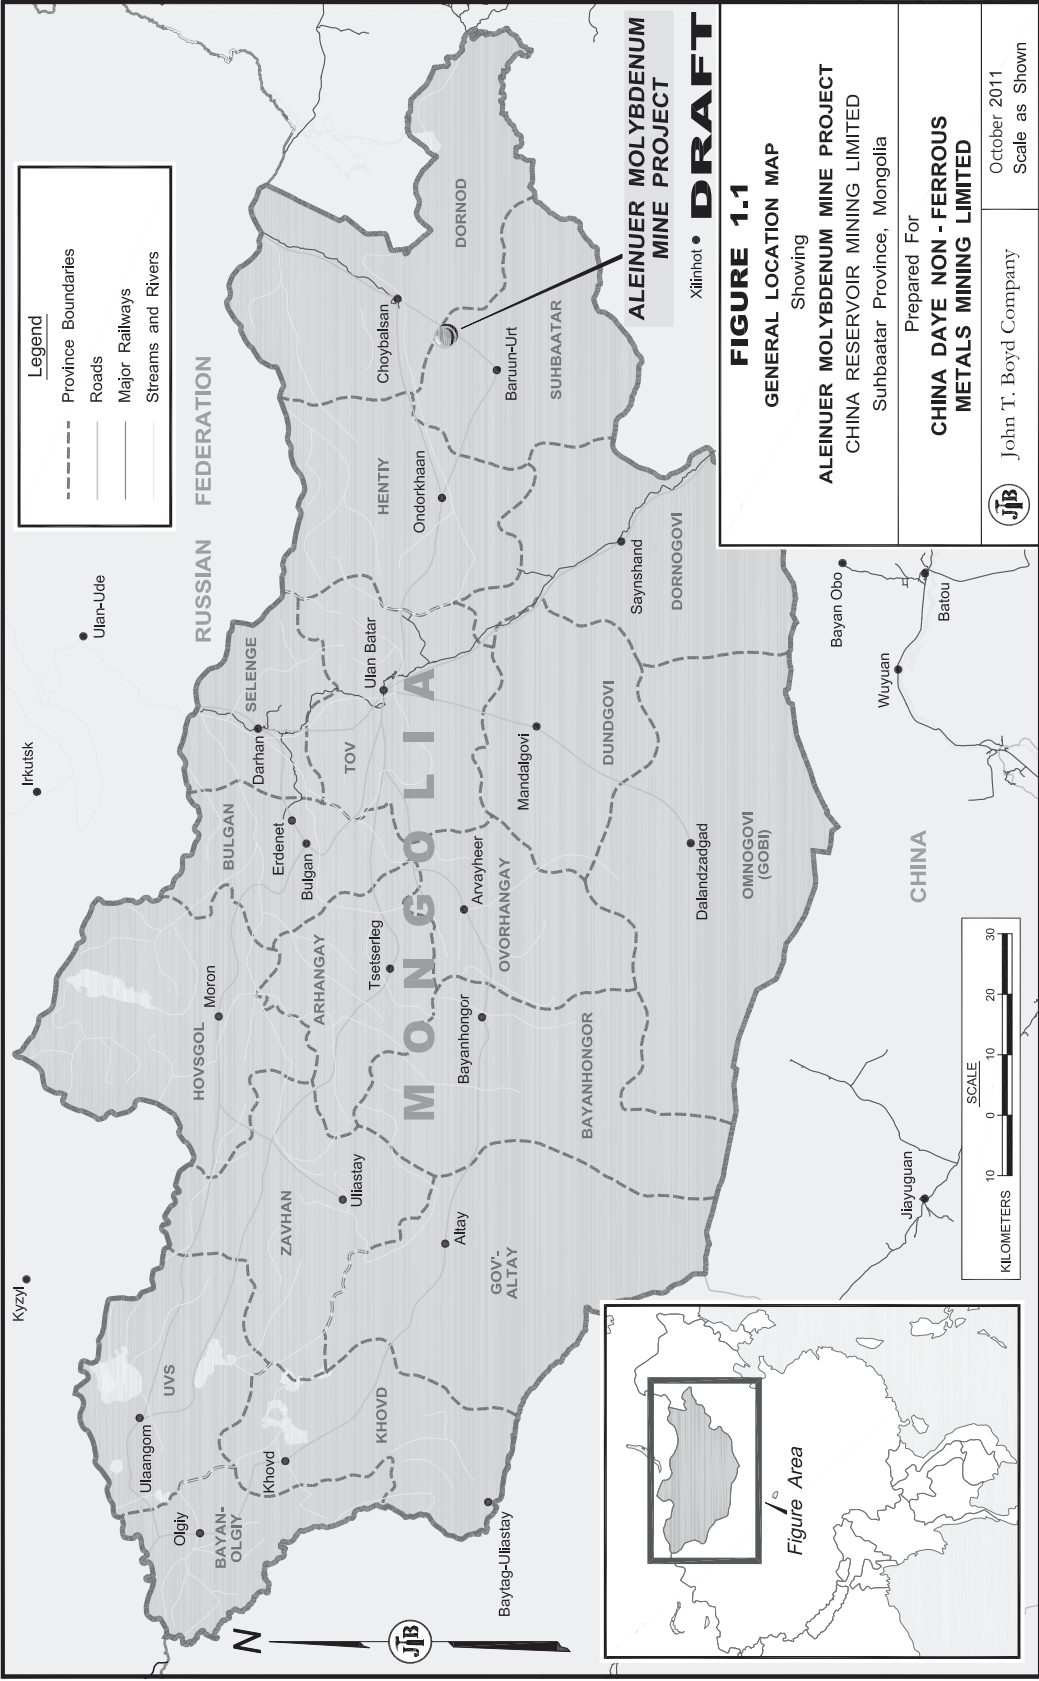 Legend
Province Boundaries
Roads
Major Railways
Streams and Rivers
Kyzyl
Irkutsk
Ulan-Ude
RUSSIAN FEDERATION
MONGOLIA
CHINA
UVS
Ulaangom
Olgiy
BAYAN-
OLGIY
Khovd
KHOVD
Baytag-Uliastay
ZAVHAN
Uliastay
Altay
GOV'-
ALTAY
HOVSGOL
Moron
ARHANGAY
Tsetserleg
Bayanhongor
BAYANHONGOR
BULGAN
Erdenet
Bulgan
Arvayheer
OVORHANGAY
SELENGE
Darhan
TOV
Ulan Batar
Mandalgovi
DUNDGOVI
Dalandzadgad
OMNOGOVI
(GOBI)
HENTIY
Ondorkhaan
Saynshand
DORNOGOVI
Choybalsan
DORNOD
Baruun-Urt
SUHBAATAR
ALEINUER MOLYBDENUM
MINE PROJECT
Xilinhot
Bayan Obo
Batou
Wuyuan
Jiayuguan
N
JTB
Figure Area
SCALE
10 0 10 20 30
KILOMETERS
DRAFT
FIGURE 1.1
GENERAL LOCATION MAP
Showing
ALEINUER MOLYBDENUM MINE PROJECT
CHINA RESERVOIR MINING LIMITED
Suhbaatar Province, Mongolia
Prepared For
CHINA DAYE NON - FERROUS
METALS MINING LIMITED
JTB
John T. Boyd Company
October 2011
Scale as Shown